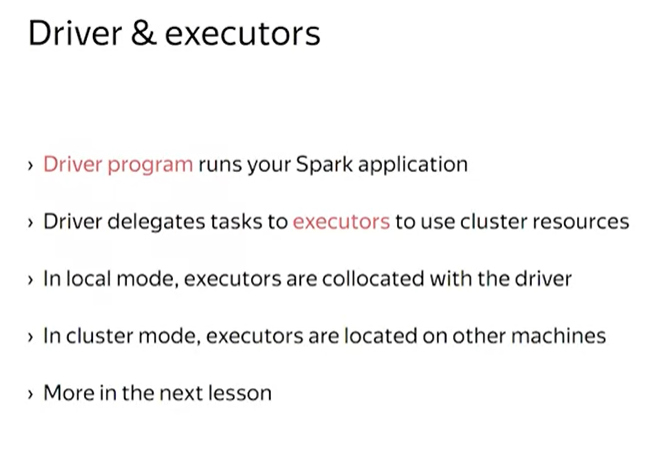 Driver & executors
› Driver program runs your Spark application
› Driver delegates tasks to executors to use cluster resources
› In local mode, executors are collocated with the driver
› In cluster mode, executors are located on other machines
› More in the next lesson